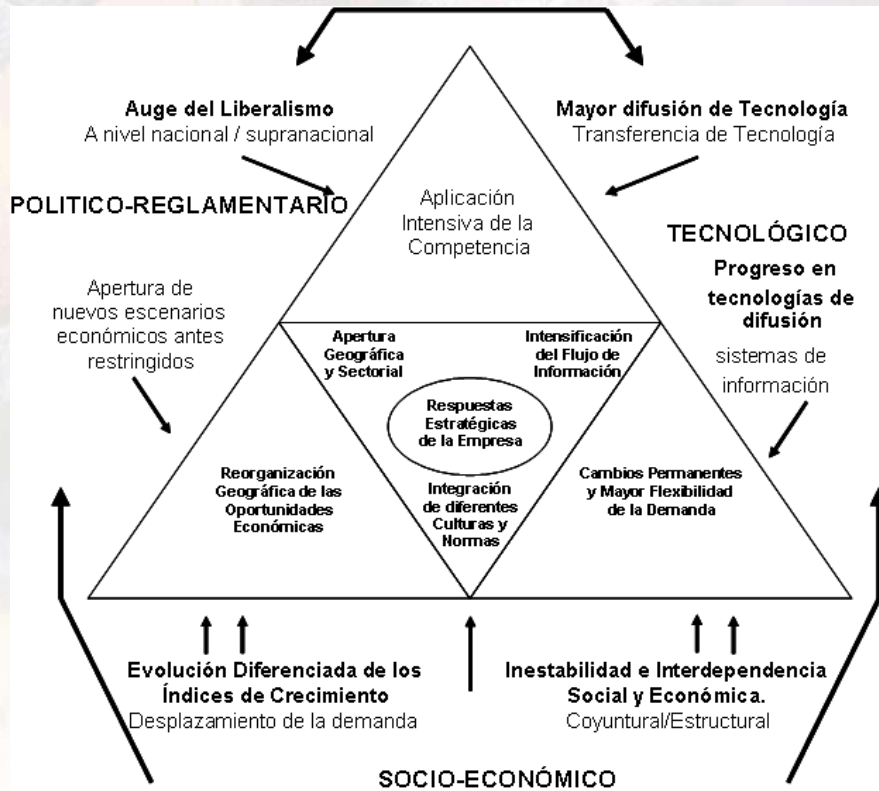 Auge del Liberalismo
A nivel nacional / supranacional
Mayor difusión de Tecnología
Transferencia de Tecnología
POLITICO-REGLAMENTARIO
Aplicación
Intensiva de la
Competencia
TECNOLÓGICO
Progreso en
tecnologías de
difusión
sistemas de
información
Apertura de
nuevos escenarios
económicos antes
restringidos
Apertura
Geográfica
y Sectorial
Intensificación
del Flujo de
Información
Respuestas
Estratégicas
de la Empresa
Reorganización
Geográfica de las
Oportunidades
Económicas
Integración
de diferentes
Culturas y
Normas
Cambios Permanentes
y Mayor Flexibilidad
de la Demanda
Evolución Diferenciada de los
Índices de Crecimiento
Desplazamiento de la demanda
Inestabilidad e Interdependencia
Social y Económica.
Coyuntural/Estructural
SOCIO-ECONÓMICO